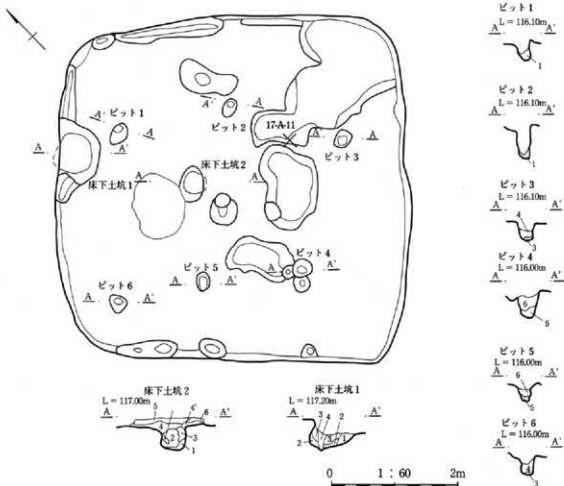 ピット1
L = 116.10m
A A'
1
ピット2
L = 116.10m
A A'
1
ピット3
L = 116.10m
A A'
4
3
ピット4
L = 116.00m
A A'
6
5
ピット5
L = 116.00m
A A'
6
5
ピット6
L = 116.00m
A A'
4
3
A' ピット1 A
A' A
ピット2
17-A-11
A A
ピット3
A A'
床下土坑1
A 床下土坑2 A
ピット4
A A'
ピット5
A A'
ピット6
A A'
床下土坑2
L = 117.00m
A A'
5 4 4' 6
2 3
1
床下土坑1
L = 117.20m
A A'
3 4 2
2 3 1
0 1 : 60 2m